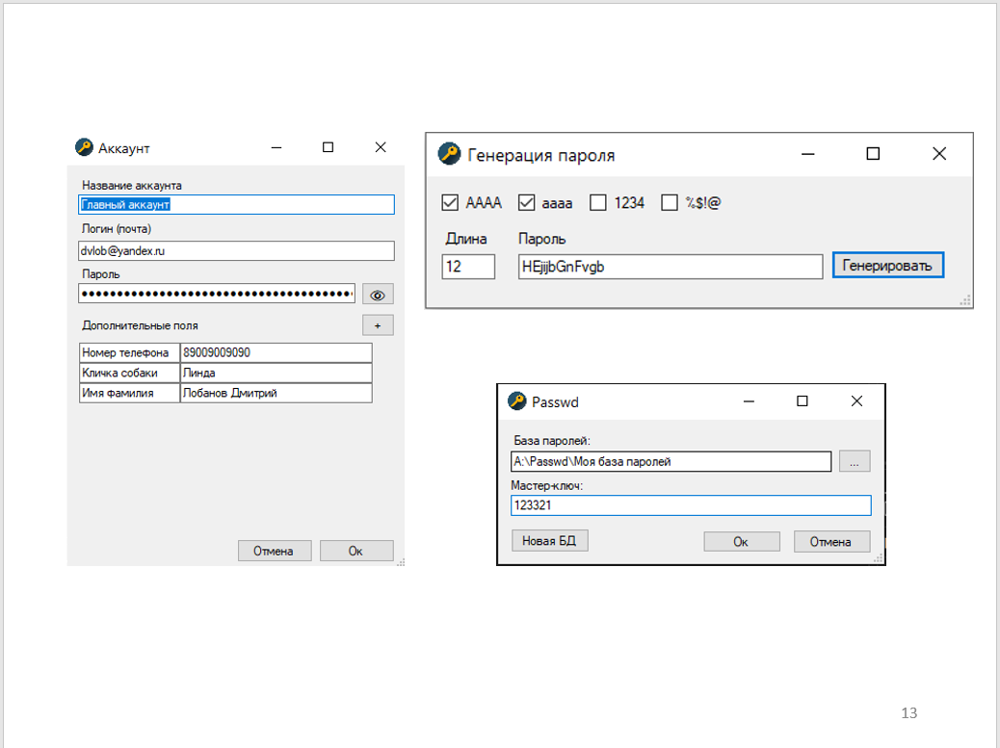 Аккаунт
Название аккаунта
Главный аккаунт
Логин (почта)
dvlob@yandex.ru
Пароль
Дополнительные поля
+
Номер телефона 89009009090
Кличка собаки Линда
Имя фамилия Лобанов Дмитрий
Отмена Ок
Генерация пароля
AAAA aaaa 1234 %$!@
Длина Пароль
12 HEjijbGnFvgb Генерировать
Passwd
База паролей:
A:\Passwd\Моя база паролей ...
Мастер-ключ:
123321
Новая БД Ок Отмена
13